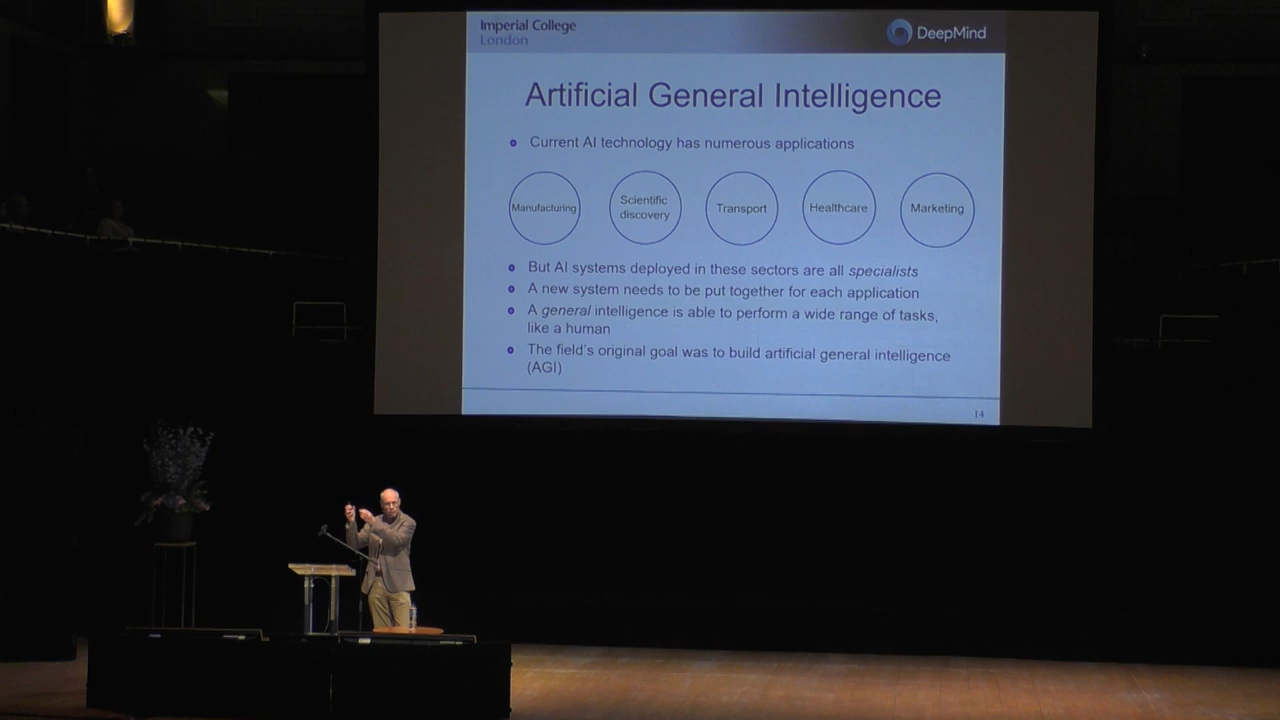 Imperial College
London
DeepMind
Artificial General Intelligence
Current AI technology has numerous applications
Manufacturing
Scientific
discovery
Transport
Healthcare
Marketing
But AI systems deployed in these sectors are all specialists
A new system needs to be put together for each application
A general intelligence is able to perform a wide range of tasks,
like a human
The field's original goal was to build artificial general intelligence
(AGI)
14